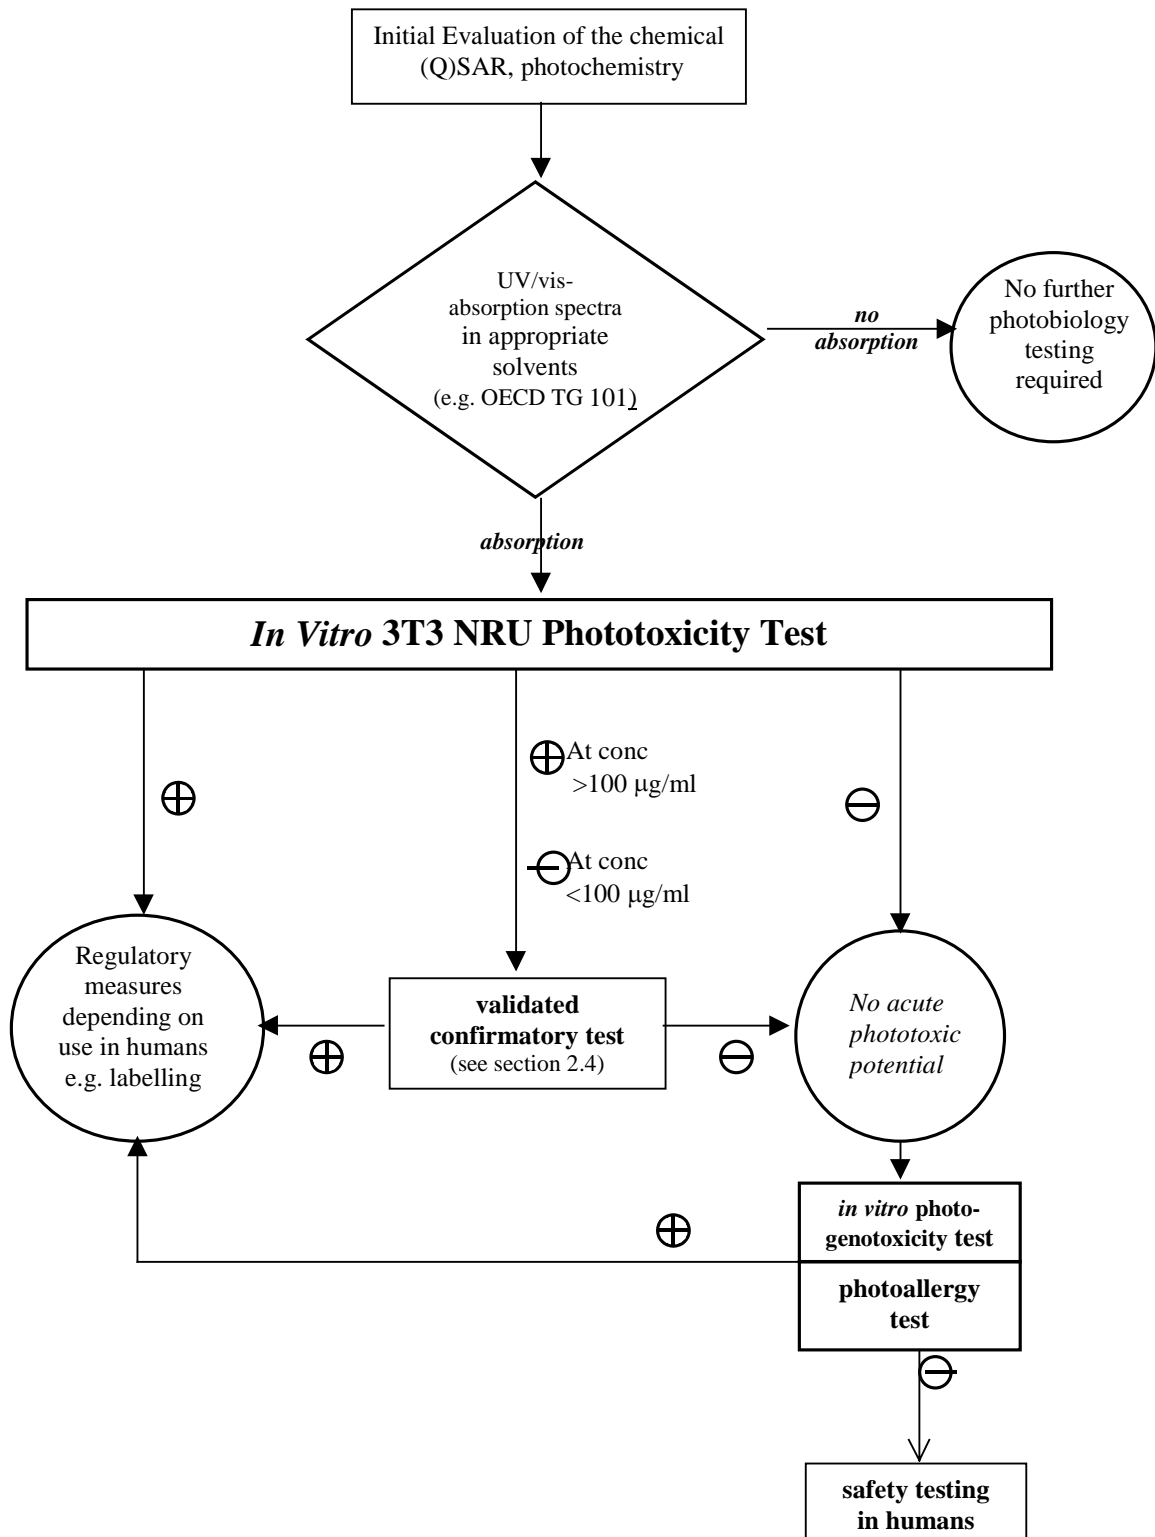 Initial Evaluation of the chemical
(Q)SAR, photochemistry
UV/vis-
absorption spectra
in appropriate
solvents
(e.g. OECD TG 101)
no
absorption
No further
photobiology
testing
required
absorption
In Vitro 3T3 NRU Phototoxicity Test
At conc
>100 μg/ml
At conc
<100 μg/ml
Regulatory
measures
depending on
use in humans
e.g. labelling
validated
confirmatory test
(see section 2.4)
No acute
phototoxic
potential
in vitro photo-
genotoxicity test
photoallergy
test
safety testing
in humans